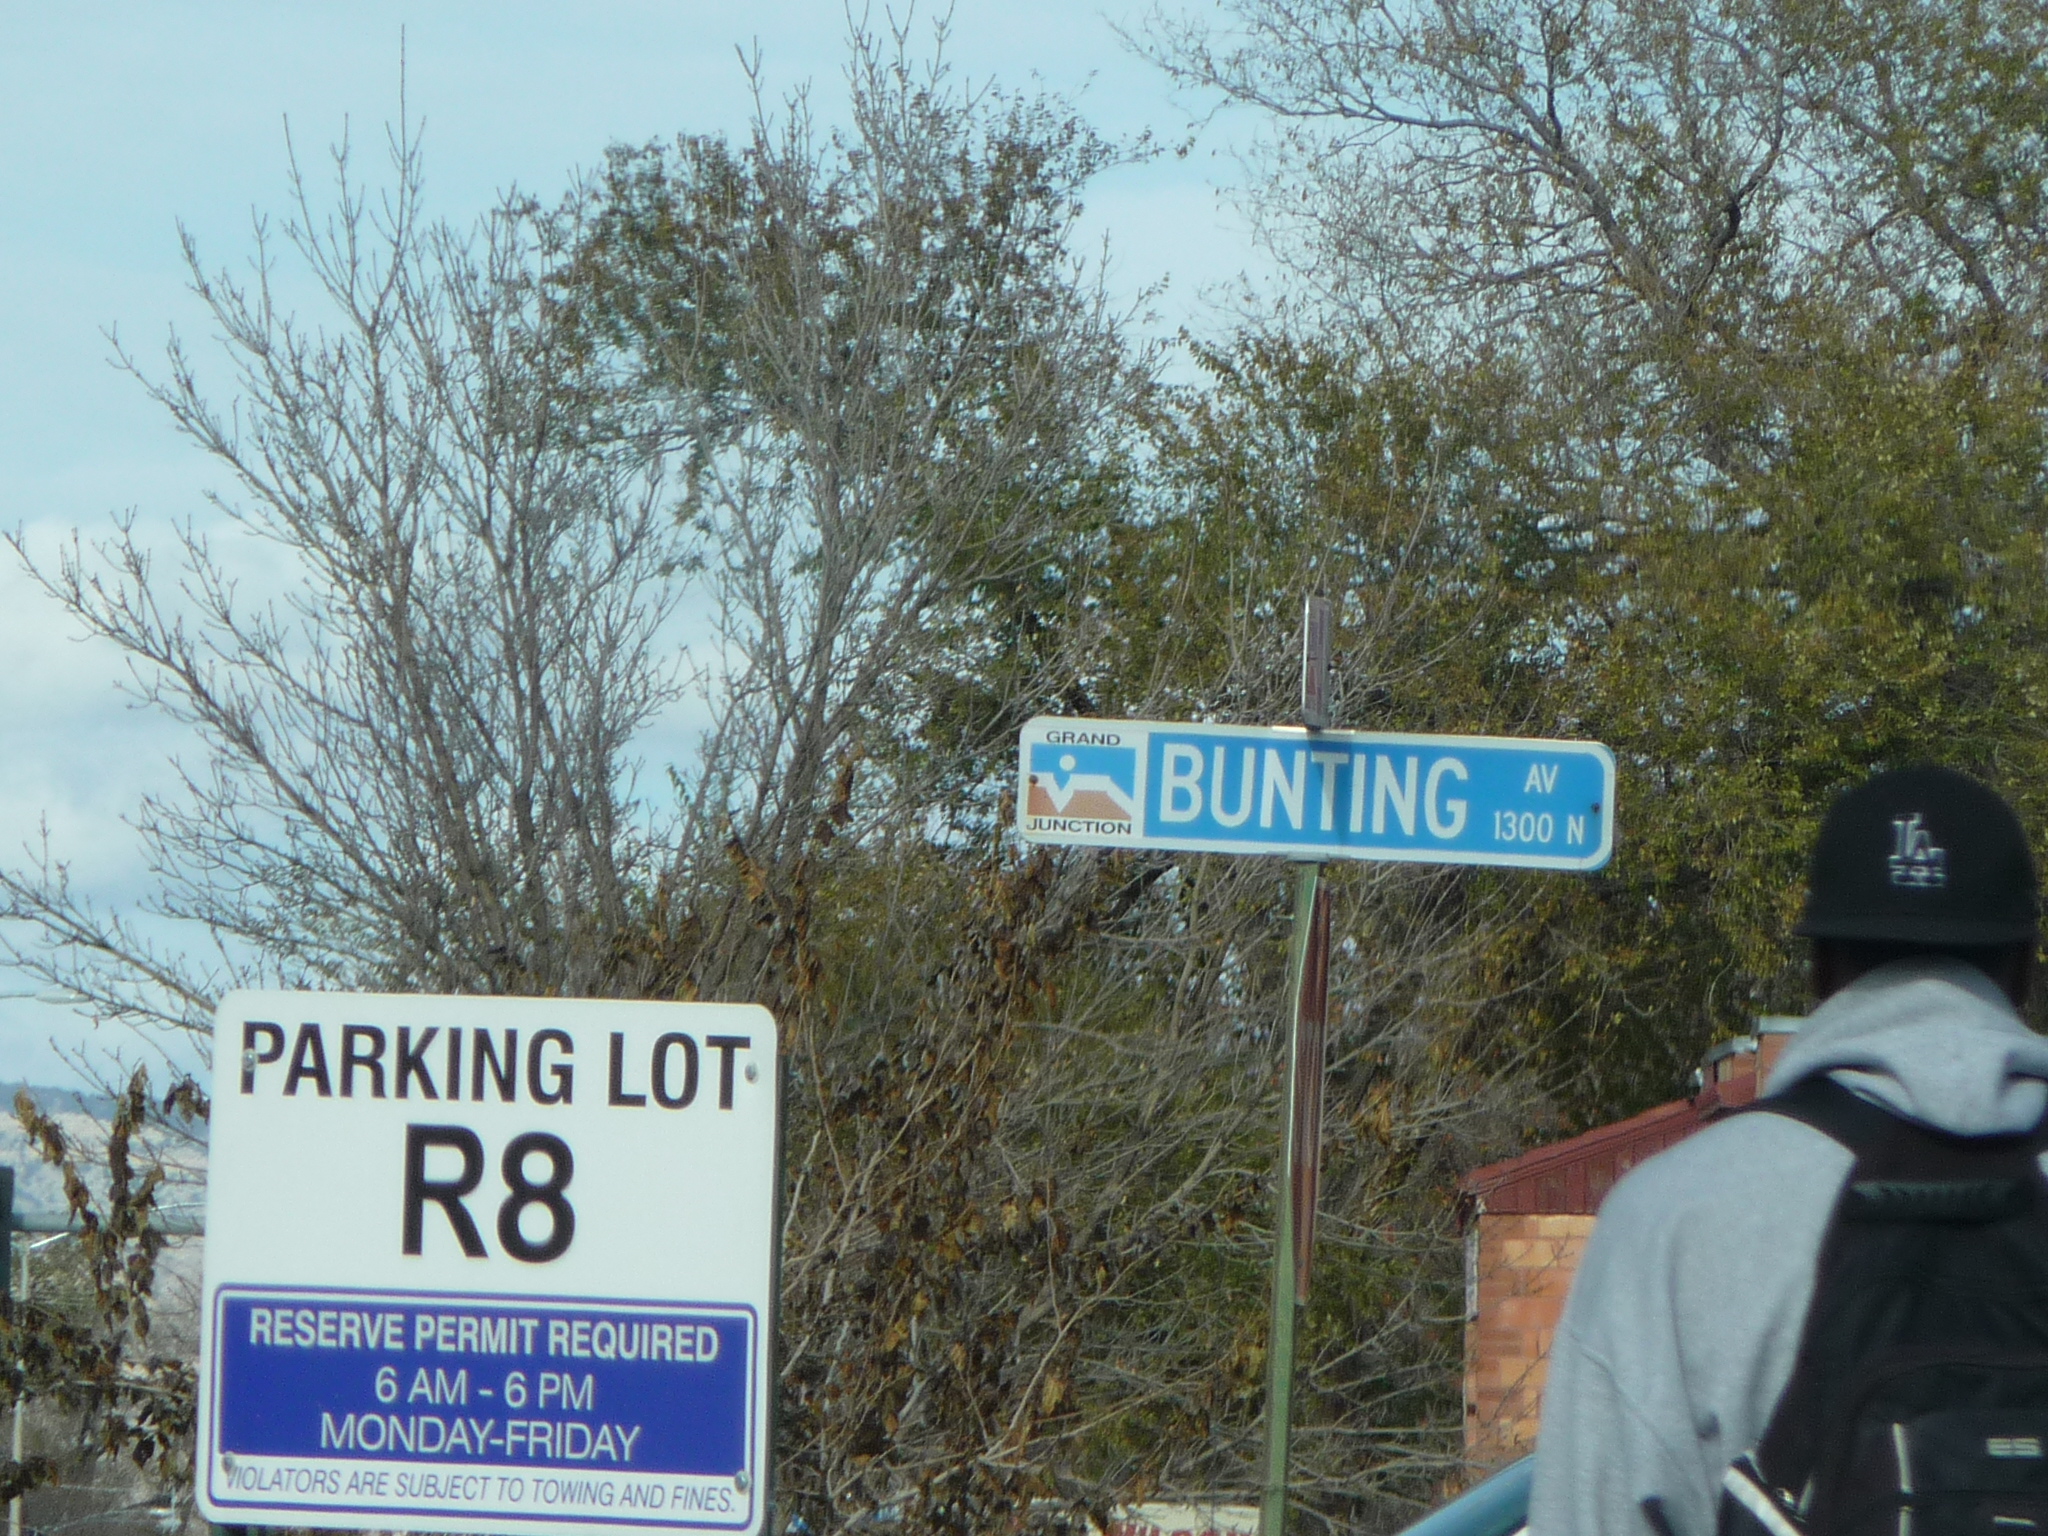 GRAND
JUNCTION
BUNTING AV
1300 N
LA
PARKING LOT
R8
RESERVE PERMIT REQUIRED
6 AM - 6 PM
MONDAY-FRIDAY
VIOLATORS ARE SUBJECT TO TOWING AND FINES.